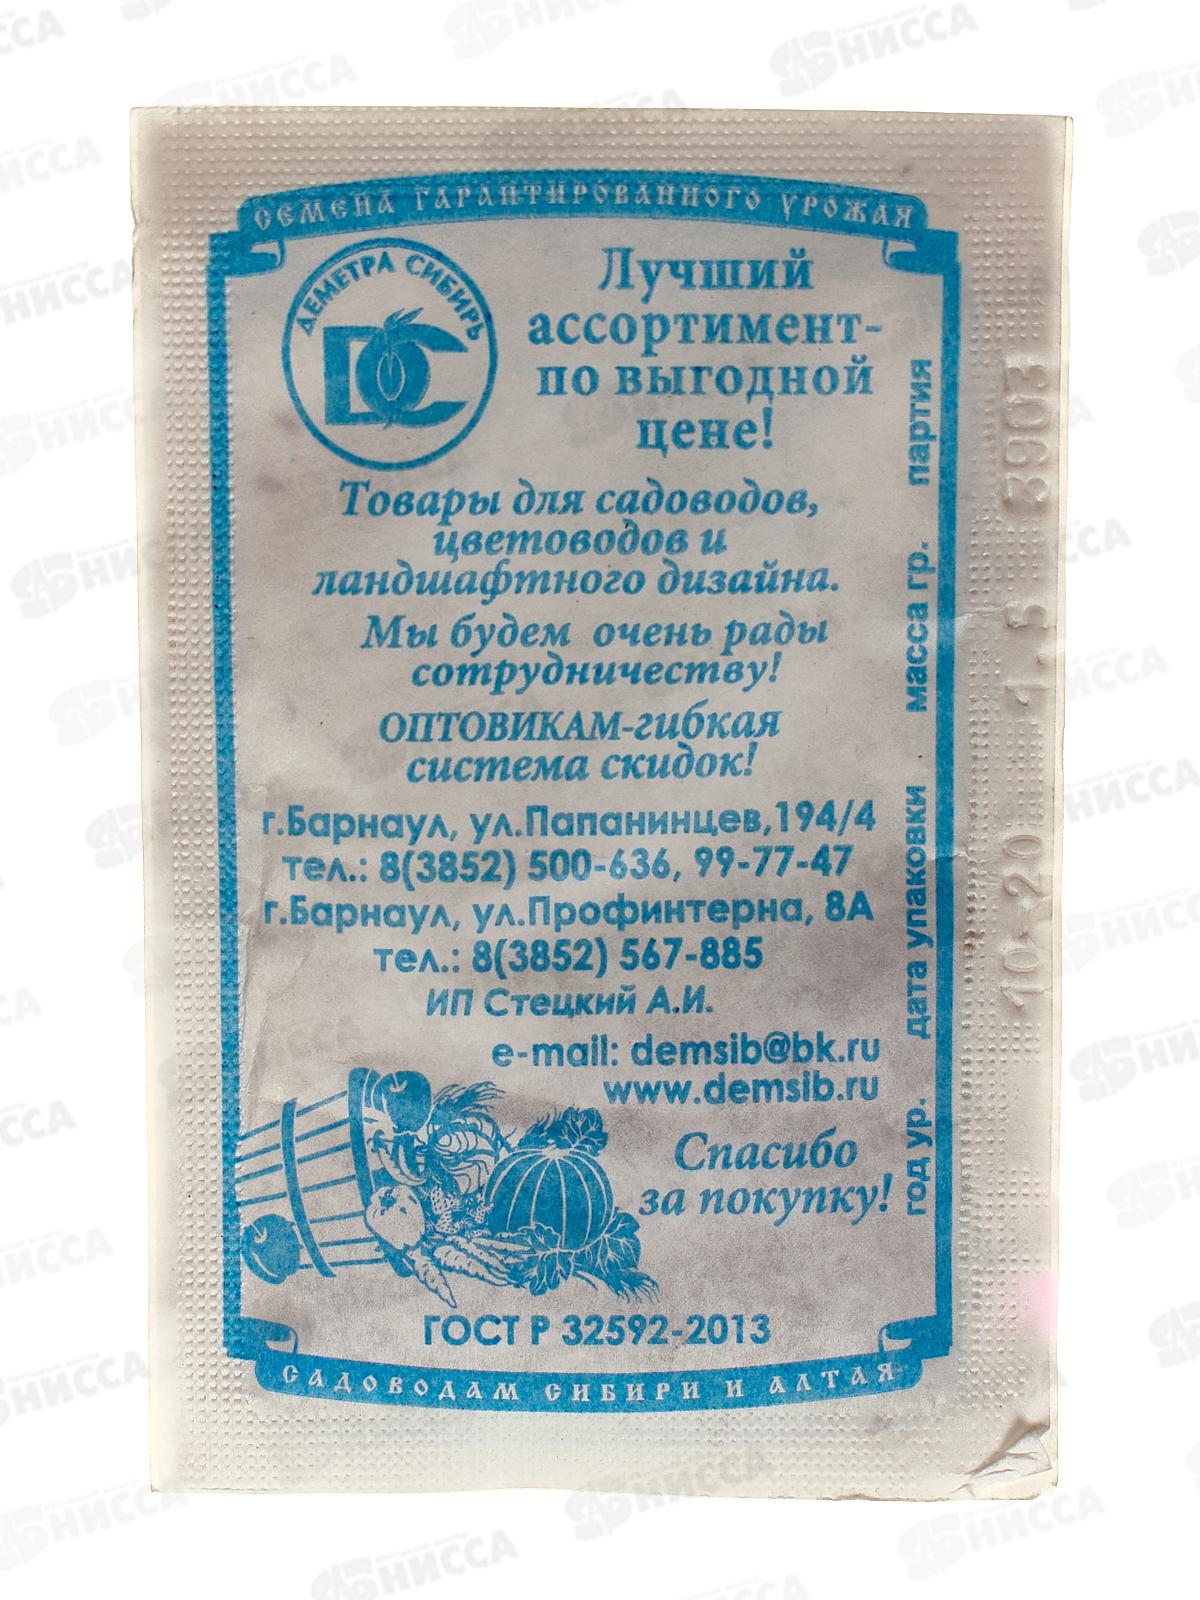 СЕМЕНА ГАРАНТИРОВАННОГО УРОЖАЯ
ДЕМЕТРА СИБИРЬ
ДС
Лучший
ассортимент-
по выгодной
цене!
Товары для садоводов,
цветоводов и
ландшафтного дизайна.
Мы будем очень рады
сотрудничеству!
ОПТОВИКАМ-гибкая
система скидок!
г.Барнаул, ул.Папанинцев,194/4
тел.: 8(3852) 500-636, 99-77-47
г.Барнаул, ул.Профинтерна, 8А
тел.: 8(3852) 567-885
ИП Стецкий А.И.
e-mail: demsib@bk.ru
www.demsib.ru
Спасибо
за покупку!
ГОСТ Р 32592-2013
САДОВОДАМ СИБИРИ И АЛТАЯ
год ур. дата упаковки масса гр. партия
10-20 1.5 3903
НИССА